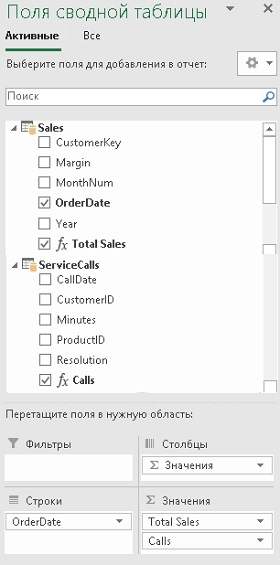 Поля сводной таблицы
Активные Все
Выберите поля для добавления в отчет:
Поиск
Sales
CustomerKey
Margin
MonthNum
OrderDate
Year
fx Total Sales
ServiceCalls
CallDate
CustomerID
Minutes
ProductID
Resolution
fx Calls
Перетащите поля в нужную область:
Фильтры
Столбцы
Σ Значения
Строки
OrderDate
Σ Значения
Total Sales
Calls